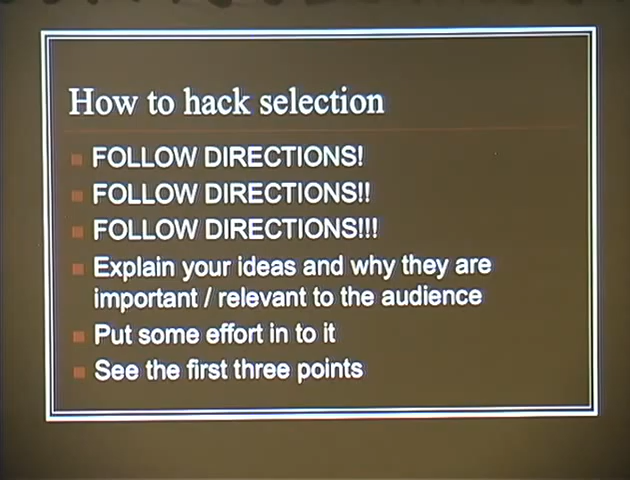 How to hack selection
FOLLOW DIRECTIONS!
FOLLOW DIRECTIONS!!
FOLLOW DIRECTIONS!!!
Explain your ideas and why they are
important / relevant to the audience
Put some effort in to it
See the first three points